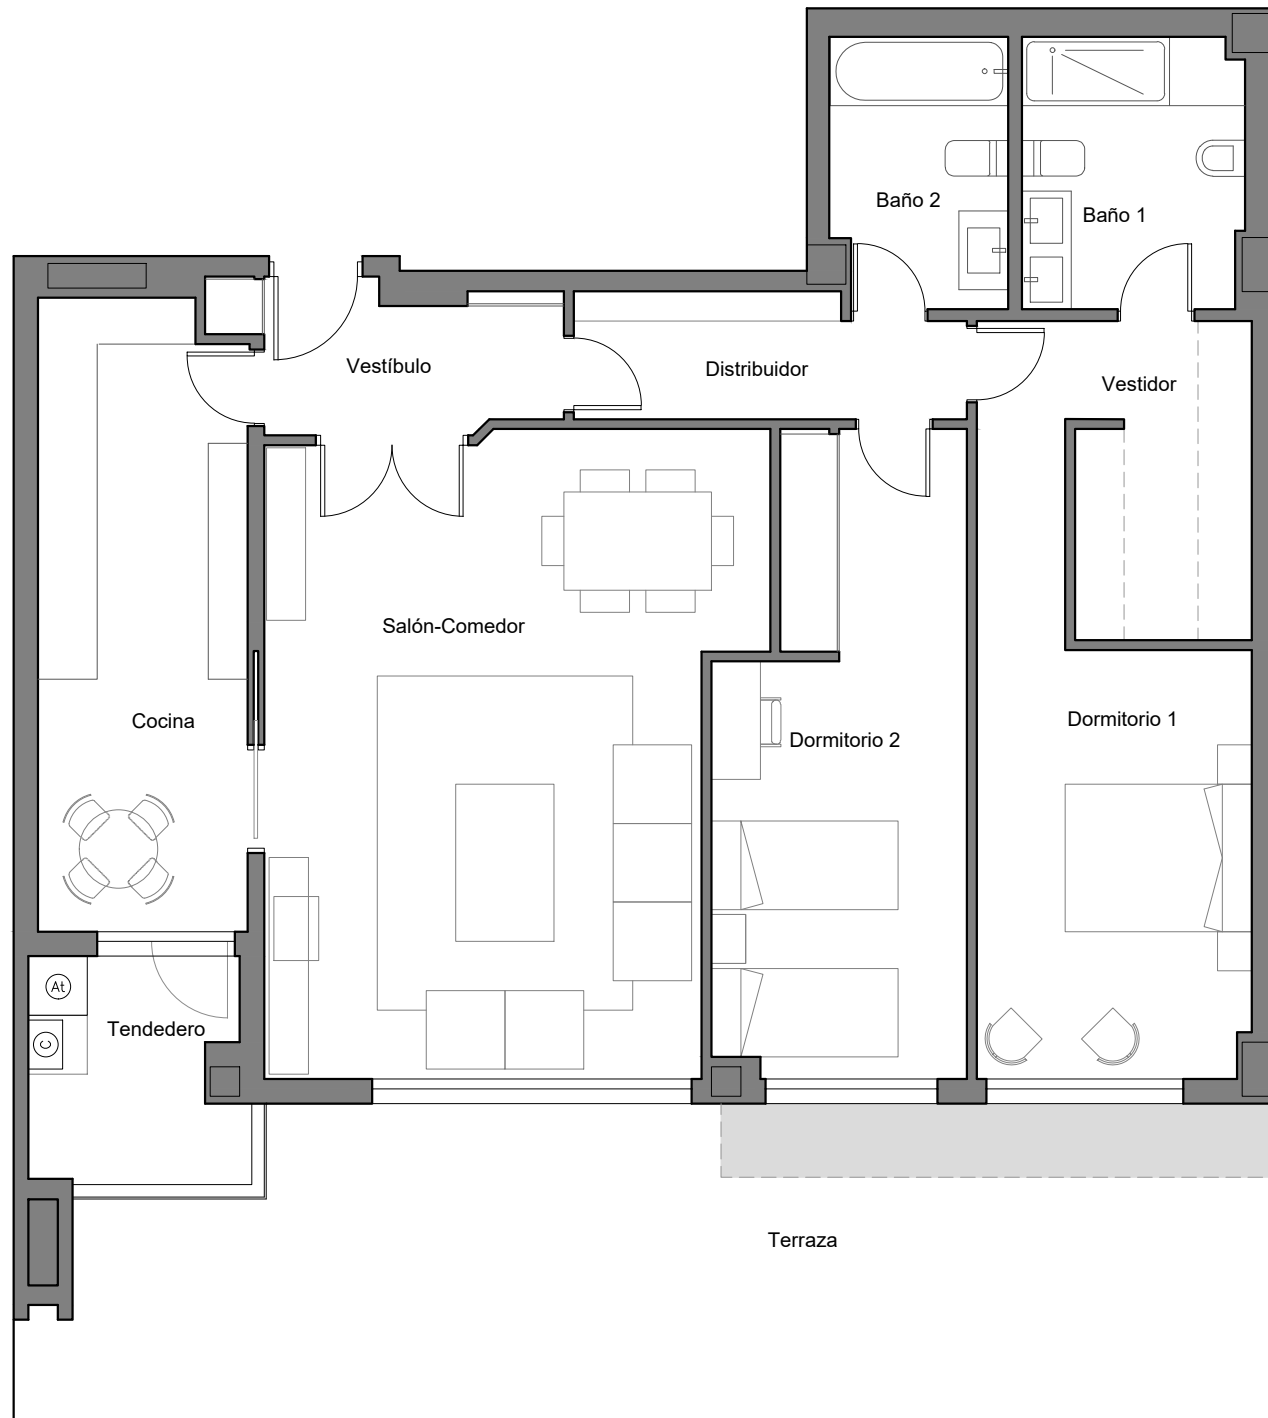 Baño 2
Baño 1
Vestíbulo
Distribuidor
Vestidor
Salón-Comedor
Cocina
Dormitorio 2
Dormitorio 1
At
Tendedero
C
Terraza